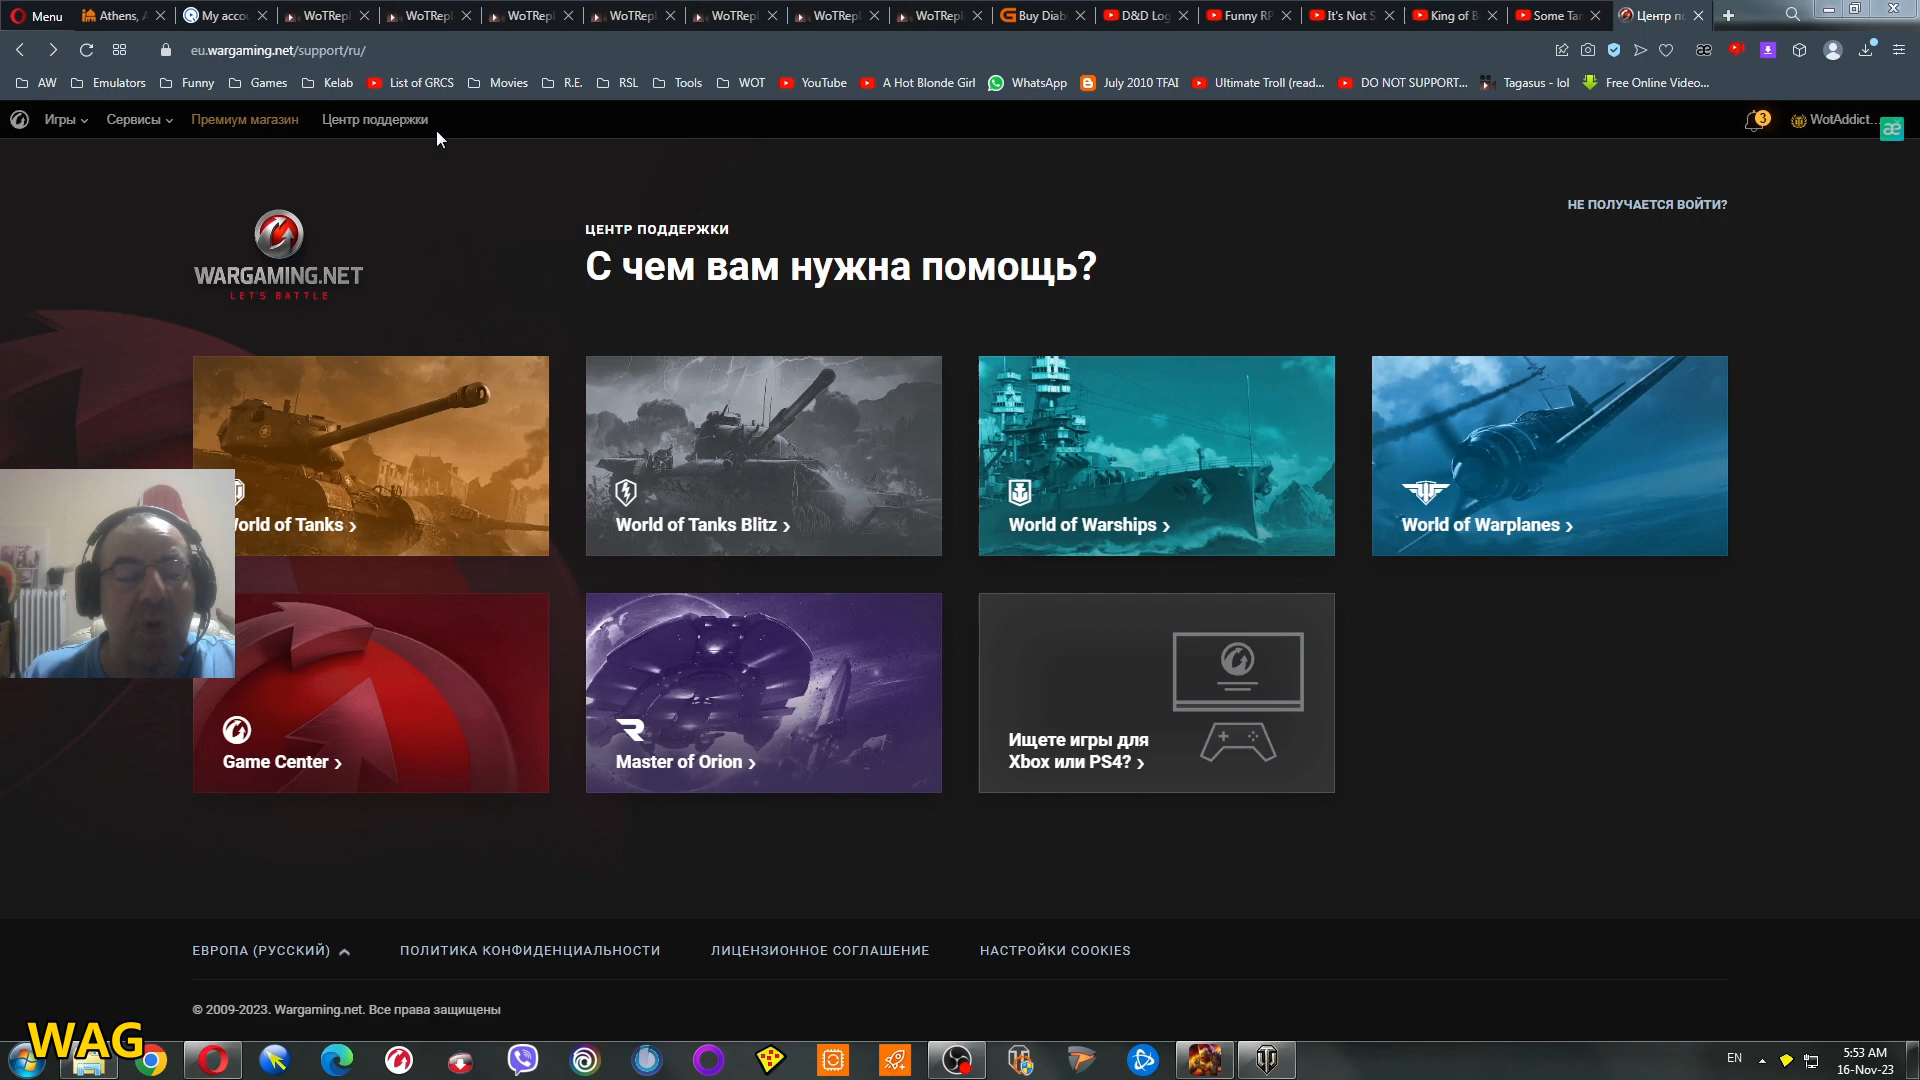 Menu
Athens, A
My accou
WoTRepl
WoTRepl
WoTRepl
WoTRepl
WoTRepl
WoTRepl
WoTRepl
Buy Diab
D&D Log
Funny RP
It's Not S
King of B
Some Tan
Центр по
eu.wargaming.net/support/ru/
AW
Emulators
Funny
Games
Kelab
List of GRCS
Movies
R.E.
RSL
Tools
WOT
YouTube
A Hot Blonde Girl
WhatsApp
July 2010 TFAI
Ultimate Troll (read...
DO NOT SUPPORT...
Tagasus - lol
Free Online Video...
Игры
Сервисы
Премиум магазин
Центр поддержки
3
WotAddict...
æ
НЕ ПОЛУЧАЕТСЯ ВОЙТИ?
WARGAMING.NET
LET'S BATTLE
ЦЕНТР ПОДДЕРЖКИ
С чем вам нужна помощь?
orld of Tanks
World of Tanks Blitz
World of Warships
World of Warplanes
Game Center
Master of Orion
Ищете игры для
Xbox или PS4?
ЕВРОПА (РУССКИЙ)
ПОЛИТИКА КОНФИДЕНЦИАЛЬНОСТИ
ЛИЦЕНЗИОННОЕ СОГЛАШЕНИЕ
НАСТРОЙКИ COOKIES
© 2009-2023. Wargaming.net. Все права защищены
WAG
EN
5:53 AM
16-Nov-23